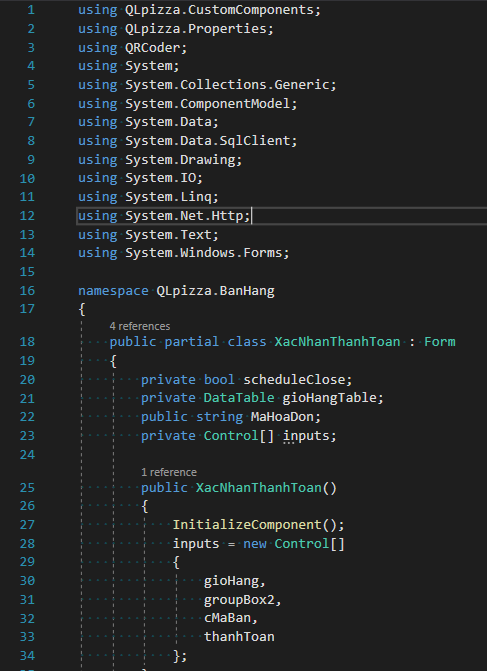 1 using QLpizza.CustomComponents;
2 using QLpizza.Properties;
3 using QRCoder;
4 using System;
5 using System.Collections.Generic;
6 using System.ComponentModel;
7 using System.Data;
8 using System.Data.SqlClient;
9 using System.Drawing;
10 using System.IO;
11 using System.Linq;
12 using System.Net.Http;
13 using System.Text;
14 using System.Windows.Forms;
15
16 namespace QLpizza.BanHang
17 {
4 references
18 public partial class XacNhanThanhToan : Form
19 {
20 private bool scheduleClose;
21 private DataTable gioHangTable;
22 public string MaHoaDon;
23 private Control[] inputs;
24
1 reference
25 public XacNhanThanhToan()
26 {
27 InitializeComponent();
28 inputs = new Control[]
29 {
30 gioHang,
31 groupBox2,
32 cMaBan,
33 thanhToan
34 };